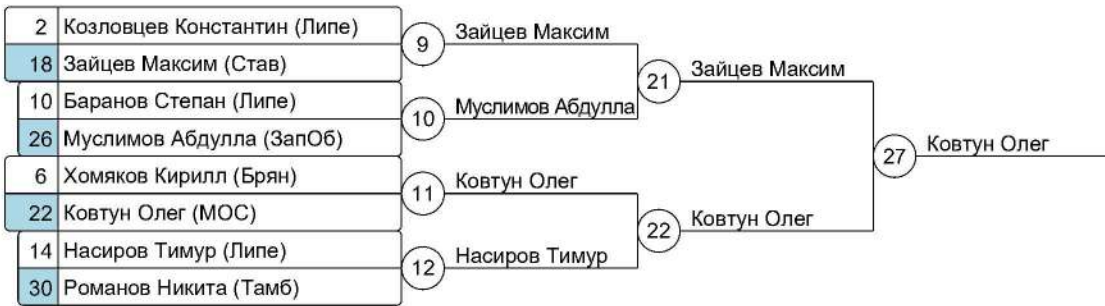 2 Козловцев Константин (Липе)
18 Зайцев Максим (Став)
10 Баранов Степан (Липе)
26 Муслимов Абдулла (ЗапОб)
6 Хомяков Кирилл (Брян)
22 Ковтун Олег (МОС)
14 Насиров Тимур (Липе)
30 Романов Никита (Тамб)
9 Зайцев Максим
10 Муслимов Абдулла
11 Ковтун Олег
12 Насиров Тимур
21 Зайцев Максим
22 Ковтун Олег
27 Ковтун Олег